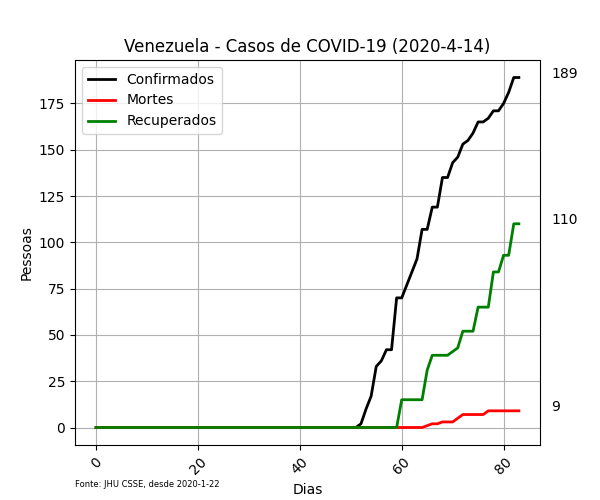 Venezuela - Casos de COVID-19 (2020-4-14)
Confirmados
Mortes
Recuperados
189
175
150
125
110
100
75
50
25
9
0
Pessoas
0 20 40 60 80
Fonte: JHU CSSE, desde 2020-1-22
Dias